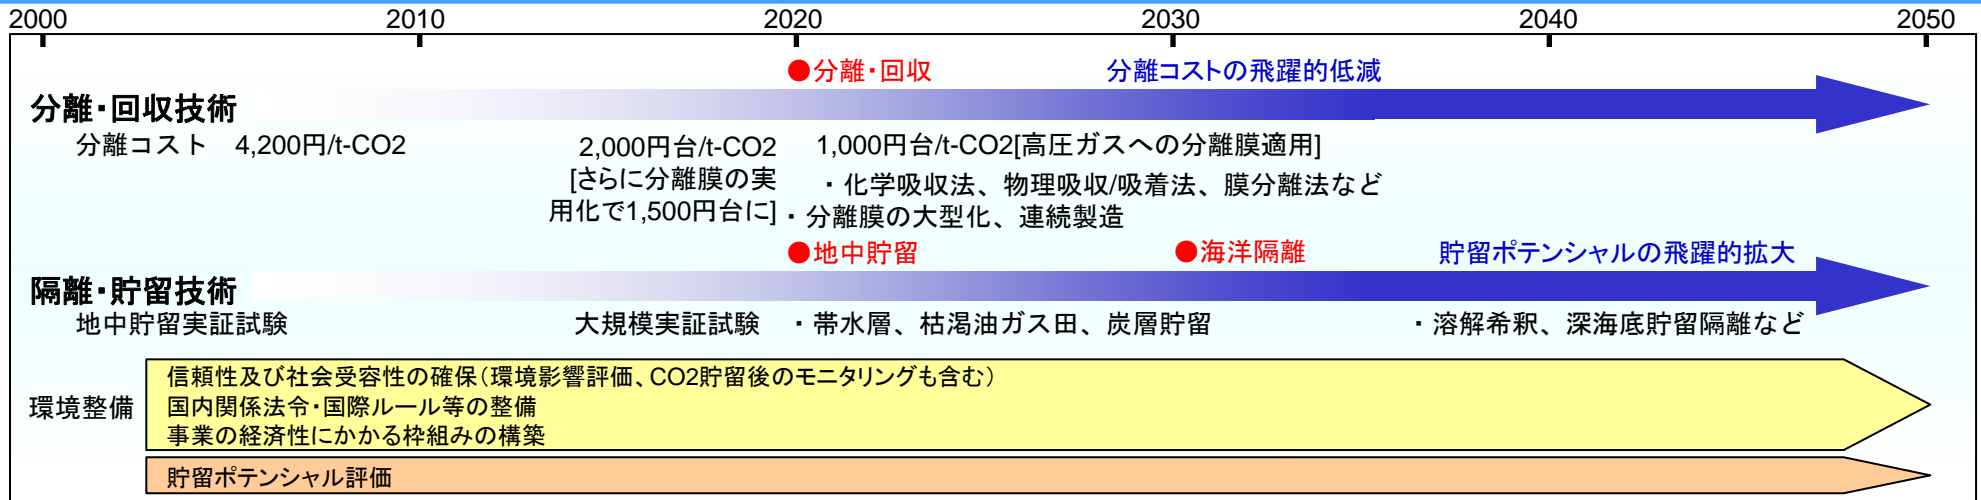 2000 2010 2020 2030 2040 2050
●分離・回収 分離コストの飛躍的低減
分離・回収技術
分離コスト 4,200円/t-CO2
2,000円台/t-CO2
[さらに分離膜の実
用化で1,500円台に]
1,000円台/t-CO2[高圧ガスへの分離膜適用]
・化学吸収法、物理吸収/吸着法、膜分離法など
・分離膜の大型化、連続製造
●地中貯留 ●海洋隔離 貯留ポテンシャルの飛躍的拡大
隔離・貯留技術
地中貯留実証試験 大規模実証試験 ・帯水層、枯渇油ガス田、炭層貯留 ・溶解希釈、深海底貯留隔離など
環境整備
信頼性及び社会受容性の確保（環境影響評価、CO2貯留後のモニタリングも含む）
国内関係法令・国際ルール等の整備
事業の経済性にかかる枠組みの構築
貯留ポテンシャル評価